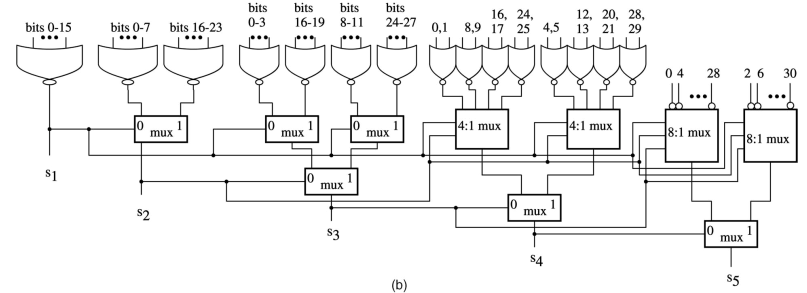 bits 0-15
bits 0-7 bits 16-23
bits 0-3
bits 16-19
bits 8-11
bits 24-27
0,1 8,9 16, 17 24, 25
4,5 12, 13 20, 21 28, 29
0 4 28
2 6 30
0 mux 1
0 mux 1
0 mux 1
4:1 mux
4:1 mux
8:1 mux
8:1 mux
0 mux 1
0 mux 1
0 mux 1
s1
s2
s3
s4
s5
(b)